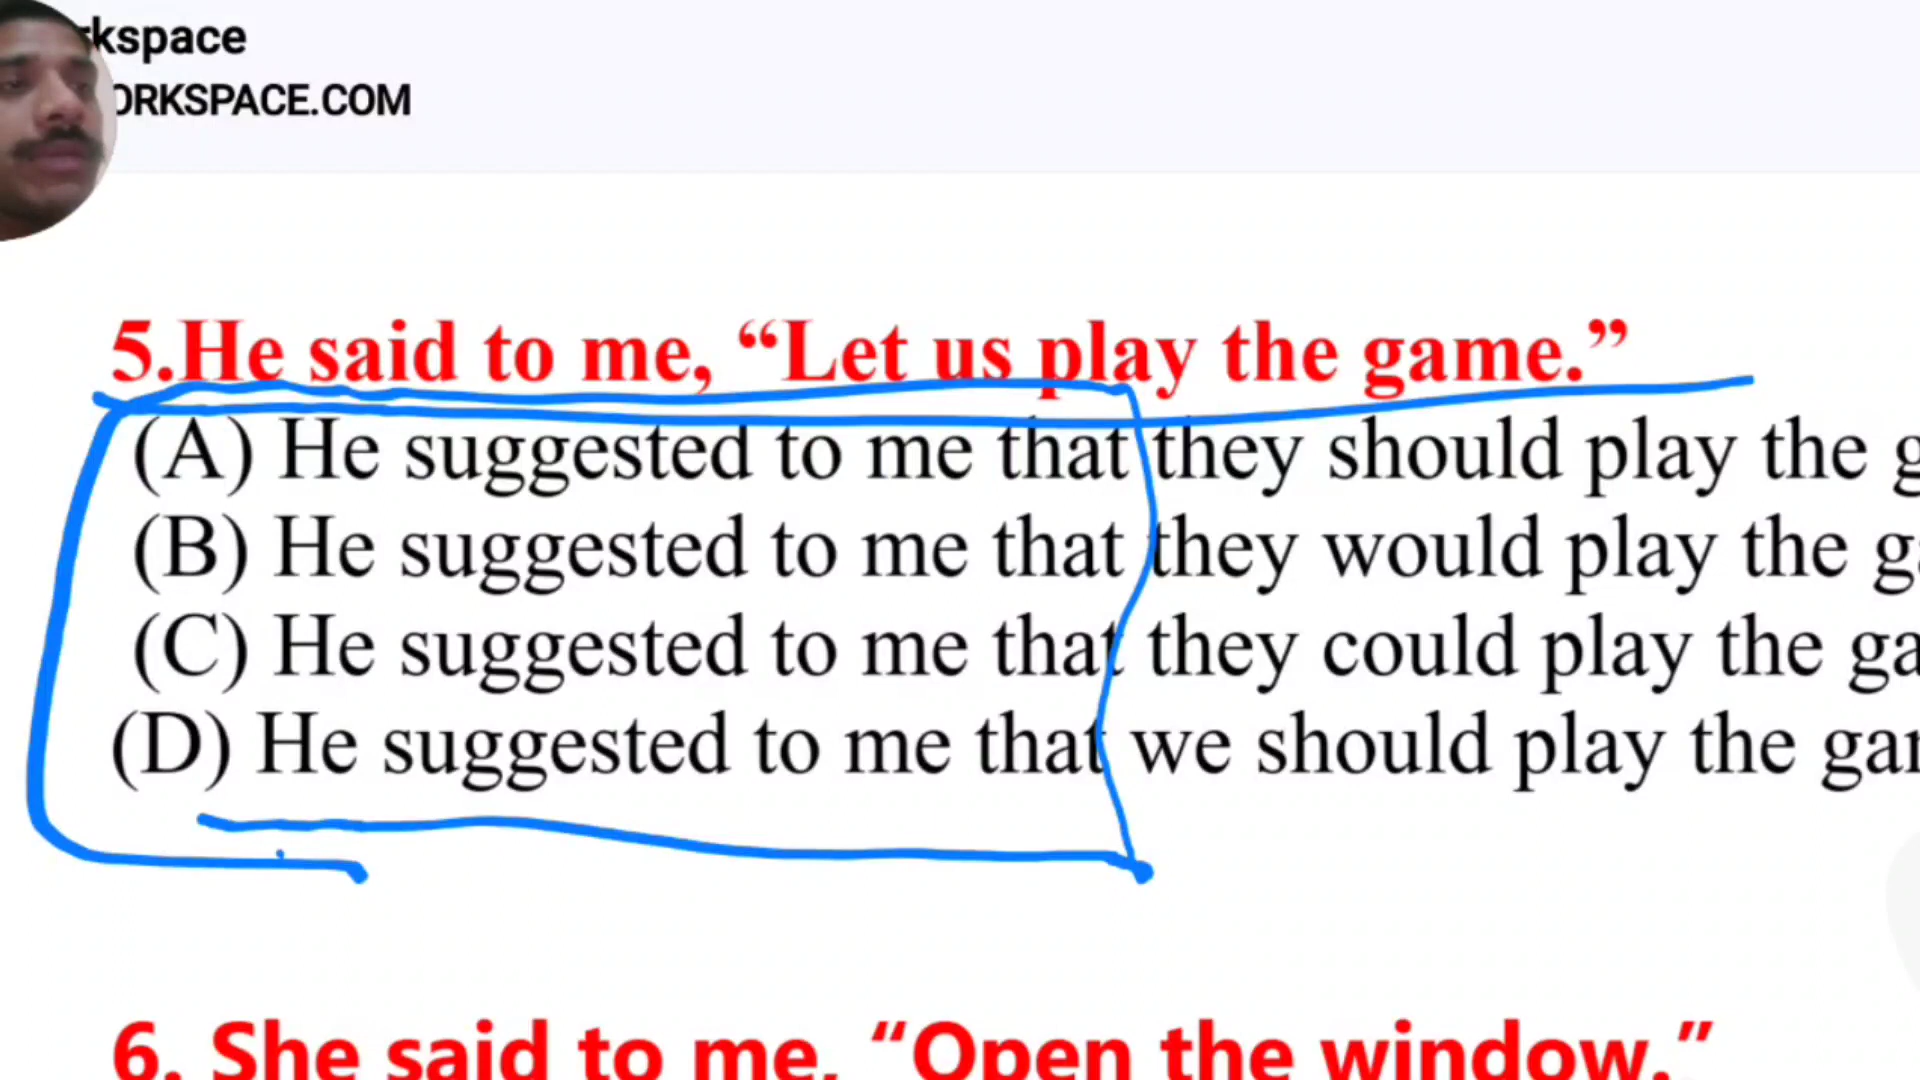 kspace
ORKSPACE.COM
5.He said to me, “Let us play the game.”
(A) He suggested to me that they should play the g
(B) He suggested to me that they would play the ga
(C) He suggested to me that they could play the ga
(D) He suggested to me that we should play the gam
6. She said to me, “Open the window.”